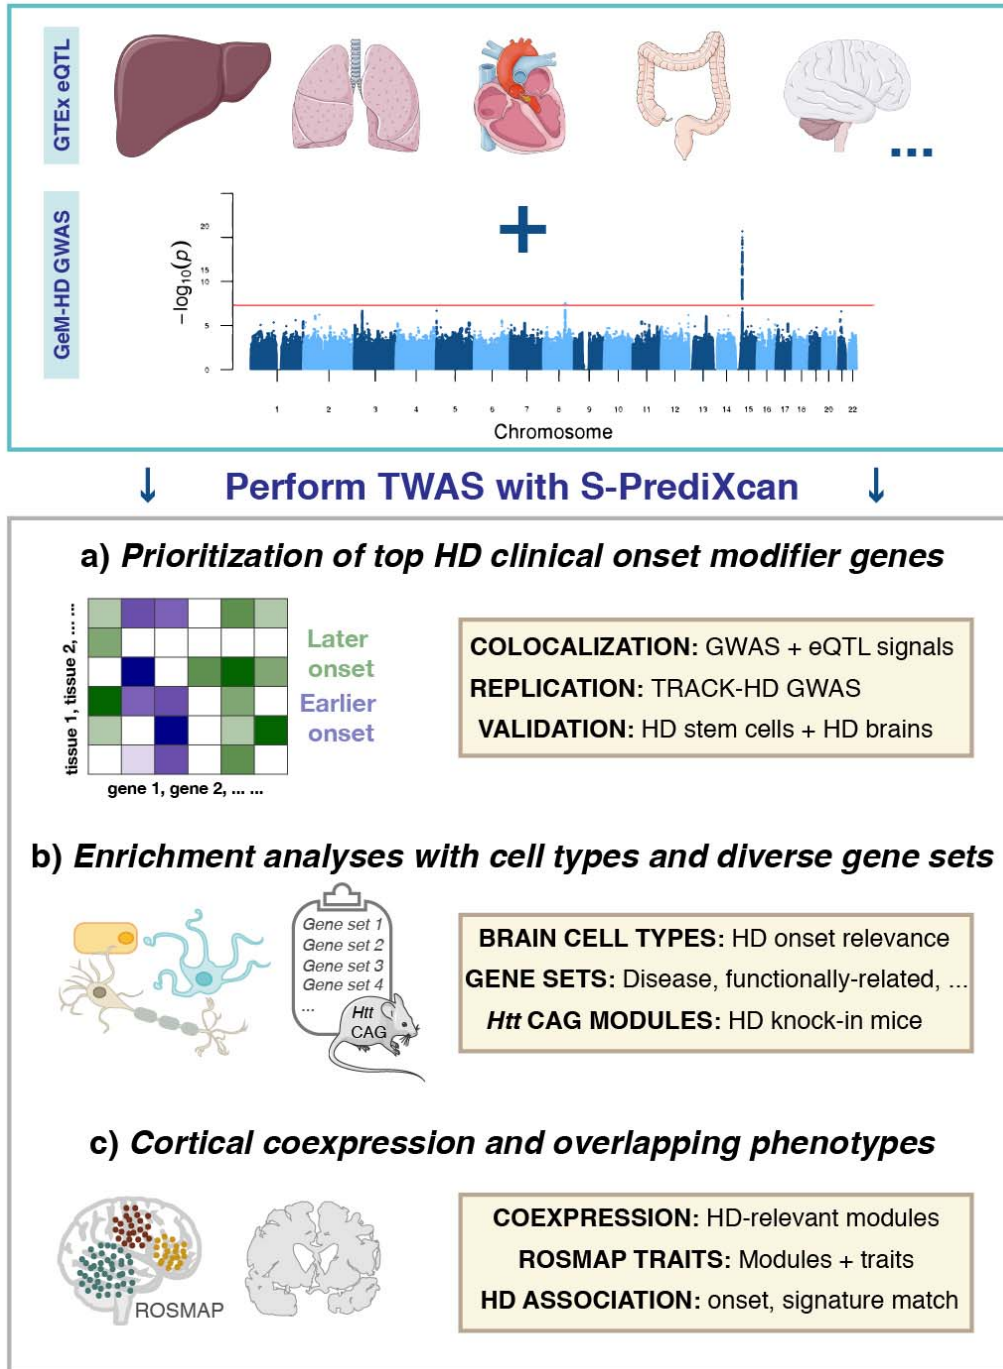 GTEx eQTL
...
GeM-HD GWAS
+
−log10(p)
20
15
10
5
0
1 2 3 4 5 6 7 8 9 10 11 12 13 14 15 16 17 18 20 22
Chromosome
↓ Perform TWAS with S-PrediXcan ↓
a) Prioritization of top HD clinical onset modifier genes
tissue 1, tissue 2, ... ...
gene 1, gene 2, ... ...
Later
onset
Earlier
onset
COLOCALIZATION: GWAS + eQTL signals
REPLICATION: TRACK-HD GWAS
VALIDATION: HD stem cells + HD brains
b) Enrichment analyses with cell types and diverse gene sets
Gene set 1
Gene set 2
Gene set 3
Gene set 4
...
Htt
CAG
BRAIN CELL TYPES: HD onset relevance
GENE SETS: Disease, functionally-related, ...
Htt CAG MODULES: HD knock-in mice
c) Cortical coexpression and overlapping phenotypes
ROSMAP
COEXPRESSION: HD-relevant modules
ROSMAP TRAITS: Modules + traits
HD ASSOCIATION: onset, signature match